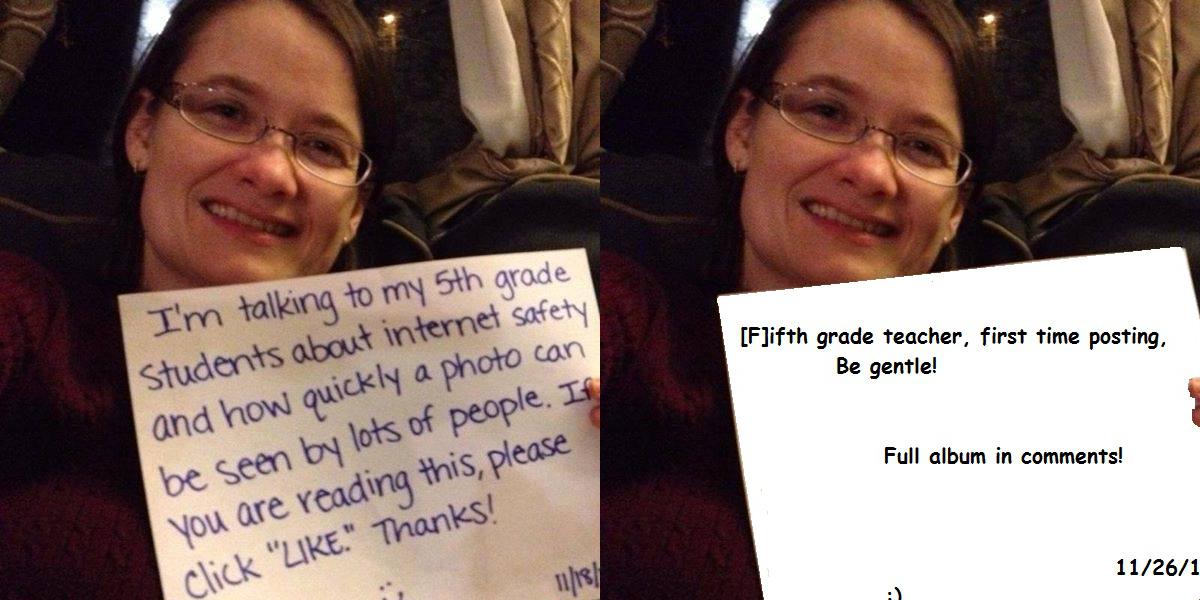 I'm talking to my 5th grade
students about internet safety
and how quickly a photo can
be seen by lots of people. If
you are reading this, please
click "LIKE." Thanks!
:)
11/18/
[F]ifth grade teacher, first time posting,
Be gentle!
Full album in comments!
11/26/1
:)